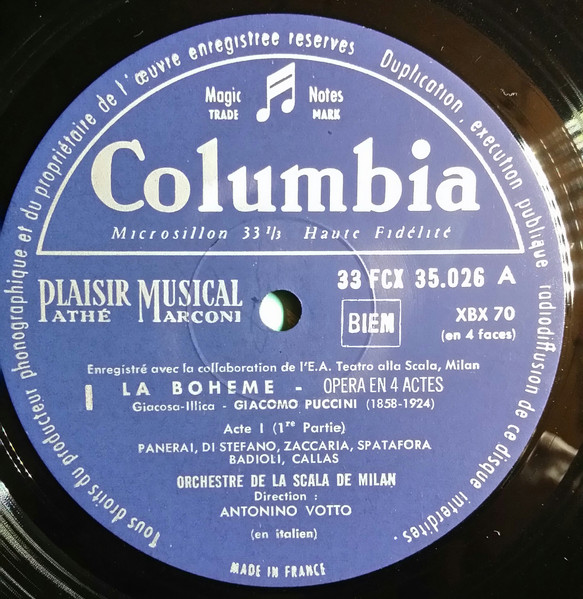 Tous droits du producteur phonographique et du propriétaire de l'œuvre enregistree reserves
Duplication, execution publique radiodiffusion de ce disque interdites.
Magic Notes
TRADE MARK
Columbia
Microsillon 33 1/3 Haute Fidélité
PLAISIR MUSICAL
PATHÉ MARCONI
33 FCX 35.026 A
BIEM
XBX 70
(en 4 faces)
Enregistré avec la collaboration de l'E.A. Teatro alla Scala, Milan
I LA BOHEME - OPERA EN 4 ACTES
Giacosa-Illica - GIACOMO PUCCINI (1858-1924)
Acte I (1re Partie)
PANERAI, DI STEFANO, ZACCARIA, SPATAFORA
BADIOLI, CALLAS
ORCHESTRE DE LA SCALA DE MILAN
Direction :
ANTONINO VOTTO
(en italien)
MADE IN FRANCE